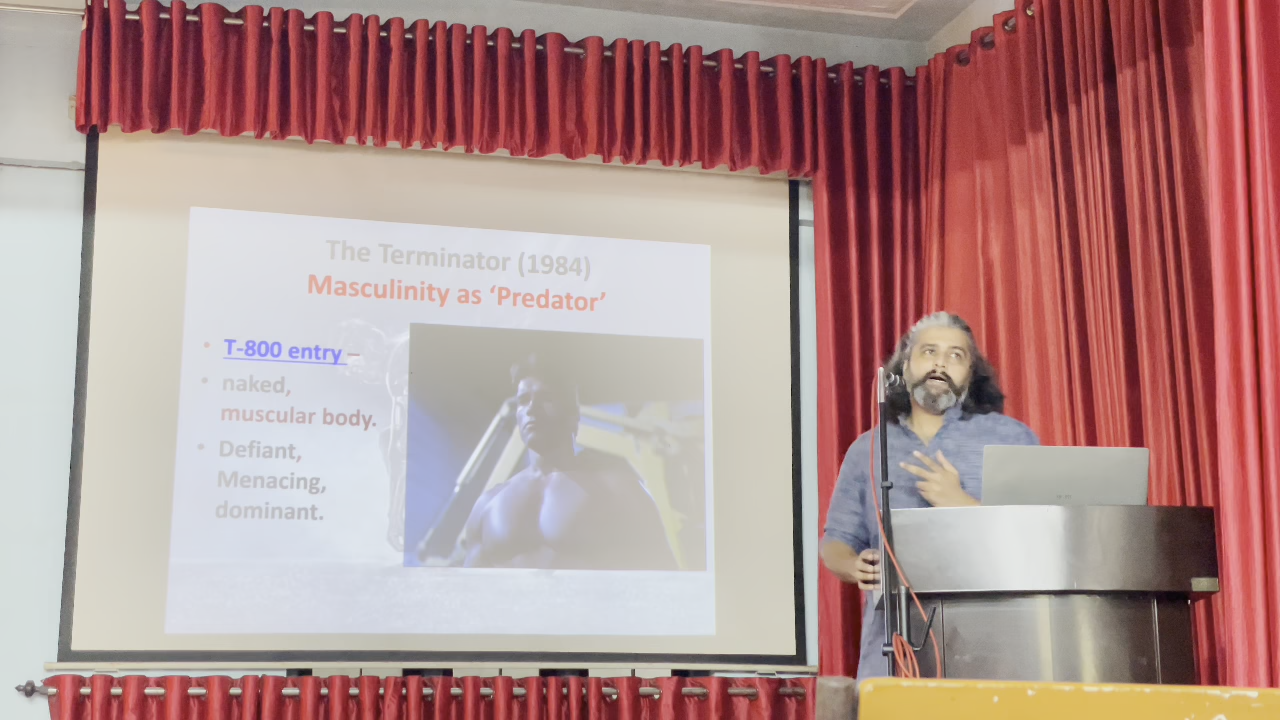 The Terminator (1984)
Masculinity as ‘Predator’
• T-800 entry –
• naked,
muscular body.
• Defiant,
Menacing,
dominant.